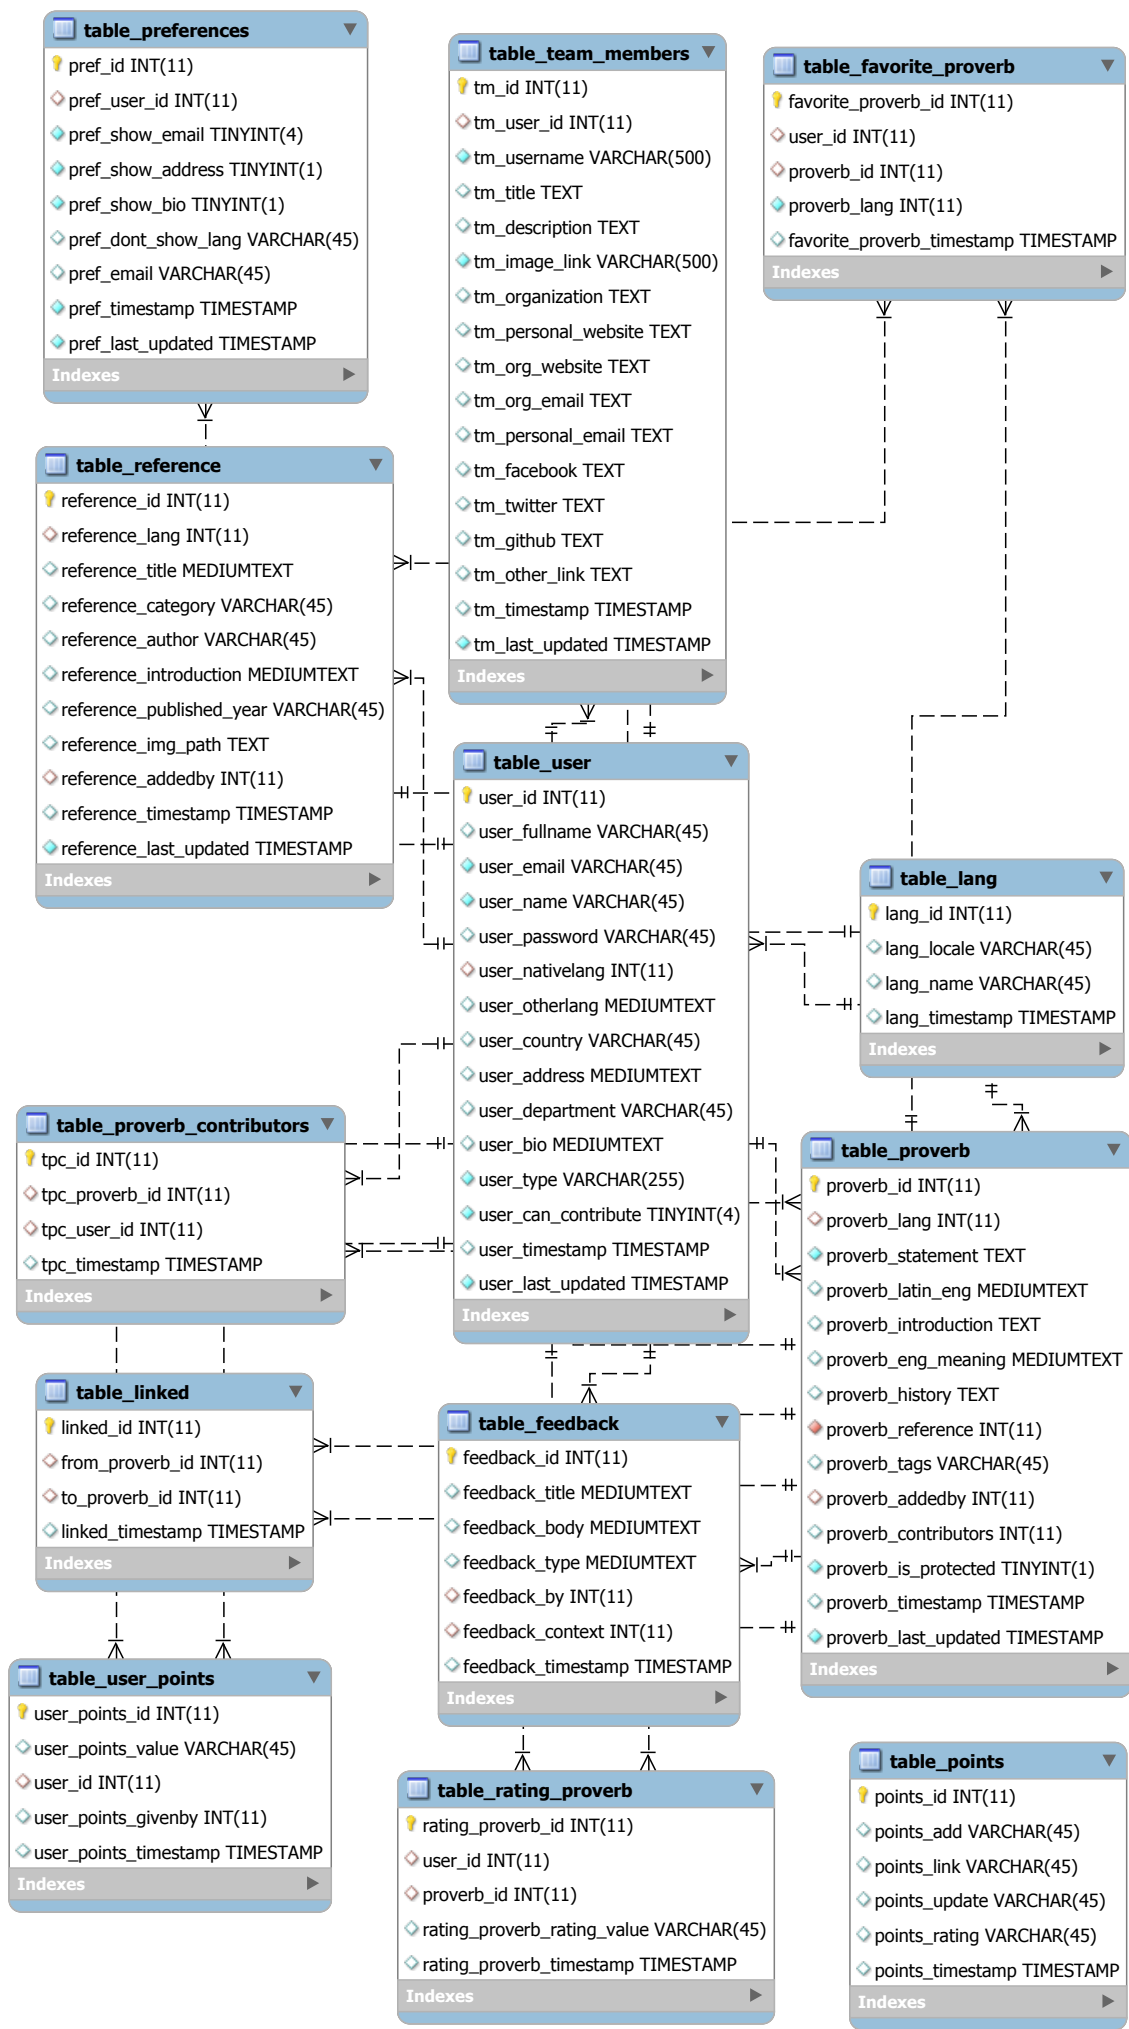 table_preferences
pref_id INT(11)
pref_user_id INT(11)
pref_show_email TINYINT(4)
pref_show_address TINYINT(1)
pref_show_bio TINYINT(1)
pref_dont_show_lang VARCHAR(45)
pref_email VARCHAR(45)
pref_timestamp TIMESTAMP
pref_last_updated TIMESTAMP
Indexes
table_team_members
tm_id INT(11)
tm_user_id INT(11)
tm_username VARCHAR(500)
tm_title TEXT
tm_description TEXT
tm_image_link VARCHAR(500)
tm_organization TEXT
tm_personal_website TEXT
tm_org_website TEXT
tm_org_email TEXT
tm_personal_email TEXT
tm_facebook TEXT
tm_twitter TEXT
tm_github TEXT
tm_other_link TEXT
tm_timestamp TIMESTAMP
tm_last_updated TIMESTAMP
Indexes
table_favorite_proverb
favorite_proverb_id INT(11)
user_id INT(11)
proverb_id INT(11)
proverb_lang INT(11)
favorite_proverb_timestamp TIMESTAMP
Indexes
table_reference
reference_id INT(11)
reference_lang INT(11)
reference_title MEDIUMTEXT
reference_category VARCHAR(45)
reference_author VARCHAR(45)
reference_introduction MEDIUMTEXT
reference_published_year VARCHAR(45)
reference_img_path TEXT
reference_addedby INT(11)
reference_timestamp TIMESTAMP
reference_last_updated TIMESTAMP
Indexes
table_user
user_id INT(11)
user_fullname VARCHAR(45)
user_email VARCHAR(45)
user_name VARCHAR(45)
user_password VARCHAR(45)
user_nativelang INT(11)
user_otherlang MEDIUMTEXT
user_country VARCHAR(45)
user_address MEDIUMTEXT
user_department VARCHAR(45)
user_bio MEDIUMTEXT
user_type VARCHAR(255)
user_can_contribute TINYINT(4)
user_timestamp TIMESTAMP
user_last_updated TIMESTAMP
Indexes
table_lang
lang_id INT(11)
lang_locale VARCHAR(45)
lang_name VARCHAR(45)
lang_timestamp TIMESTAMP
Indexes
table_proverb_contributors
tpc_id INT(11)
tpc_proverb_id INT(11)
tpc_user_id INT(11)
tpc_timestamp TIMESTAMP
Indexes
table_proverb
proverb_id INT(11)
proverb_lang INT(11)
proverb_statement TEXT
proverb_latin_eng MEDIUMTEXT
proverb_introduction TEXT
proverb_eng_meaning MEDIUMTEXT
proverb_history TEXT
proverb_reference INT(11)
proverb_tags VARCHAR(45)
proverb_addedby INT(11)
proverb_contributors INT(11)
proverb_is_protected TINYINT(1)
proverb_timestamp TIMESTAMP
proverb_last_updated TIMESTAMP
Indexes
table_linked
linked_id INT(11)
from_proverb_id INT(11)
to_proverb_id INT(11)
linked_timestamp TIMESTAMP
Indexes
table_feedback
feedback_id INT(11)
feedback_title MEDIUMTEXT
feedback_body MEDIUMTEXT
feedback_type MEDIUMTEXT
feedback_by INT(11)
feedback_context INT(11)
feedback_timestamp TIMESTAMP
Indexes
table_user_points
user_points_id INT(11)
user_points_value VARCHAR(45)
user_id INT(11)
user_points_givenby INT(11)
user_points_timestamp TIMESTAMP
Indexes
table_rating_proverb
rating_proverb_id INT(11)
user_id INT(11)
proverb_id INT(11)
rating_proverb_rating_value VARCHAR(45)
rating_proverb_timestamp TIMESTAMP
Indexes
table_points
points_id INT(11)
points_add VARCHAR(45)
points_link VARCHAR(45)
points_update VARCHAR(45)
points_rating VARCHAR(45)
points_timestamp TIMESTAMP
Indexes